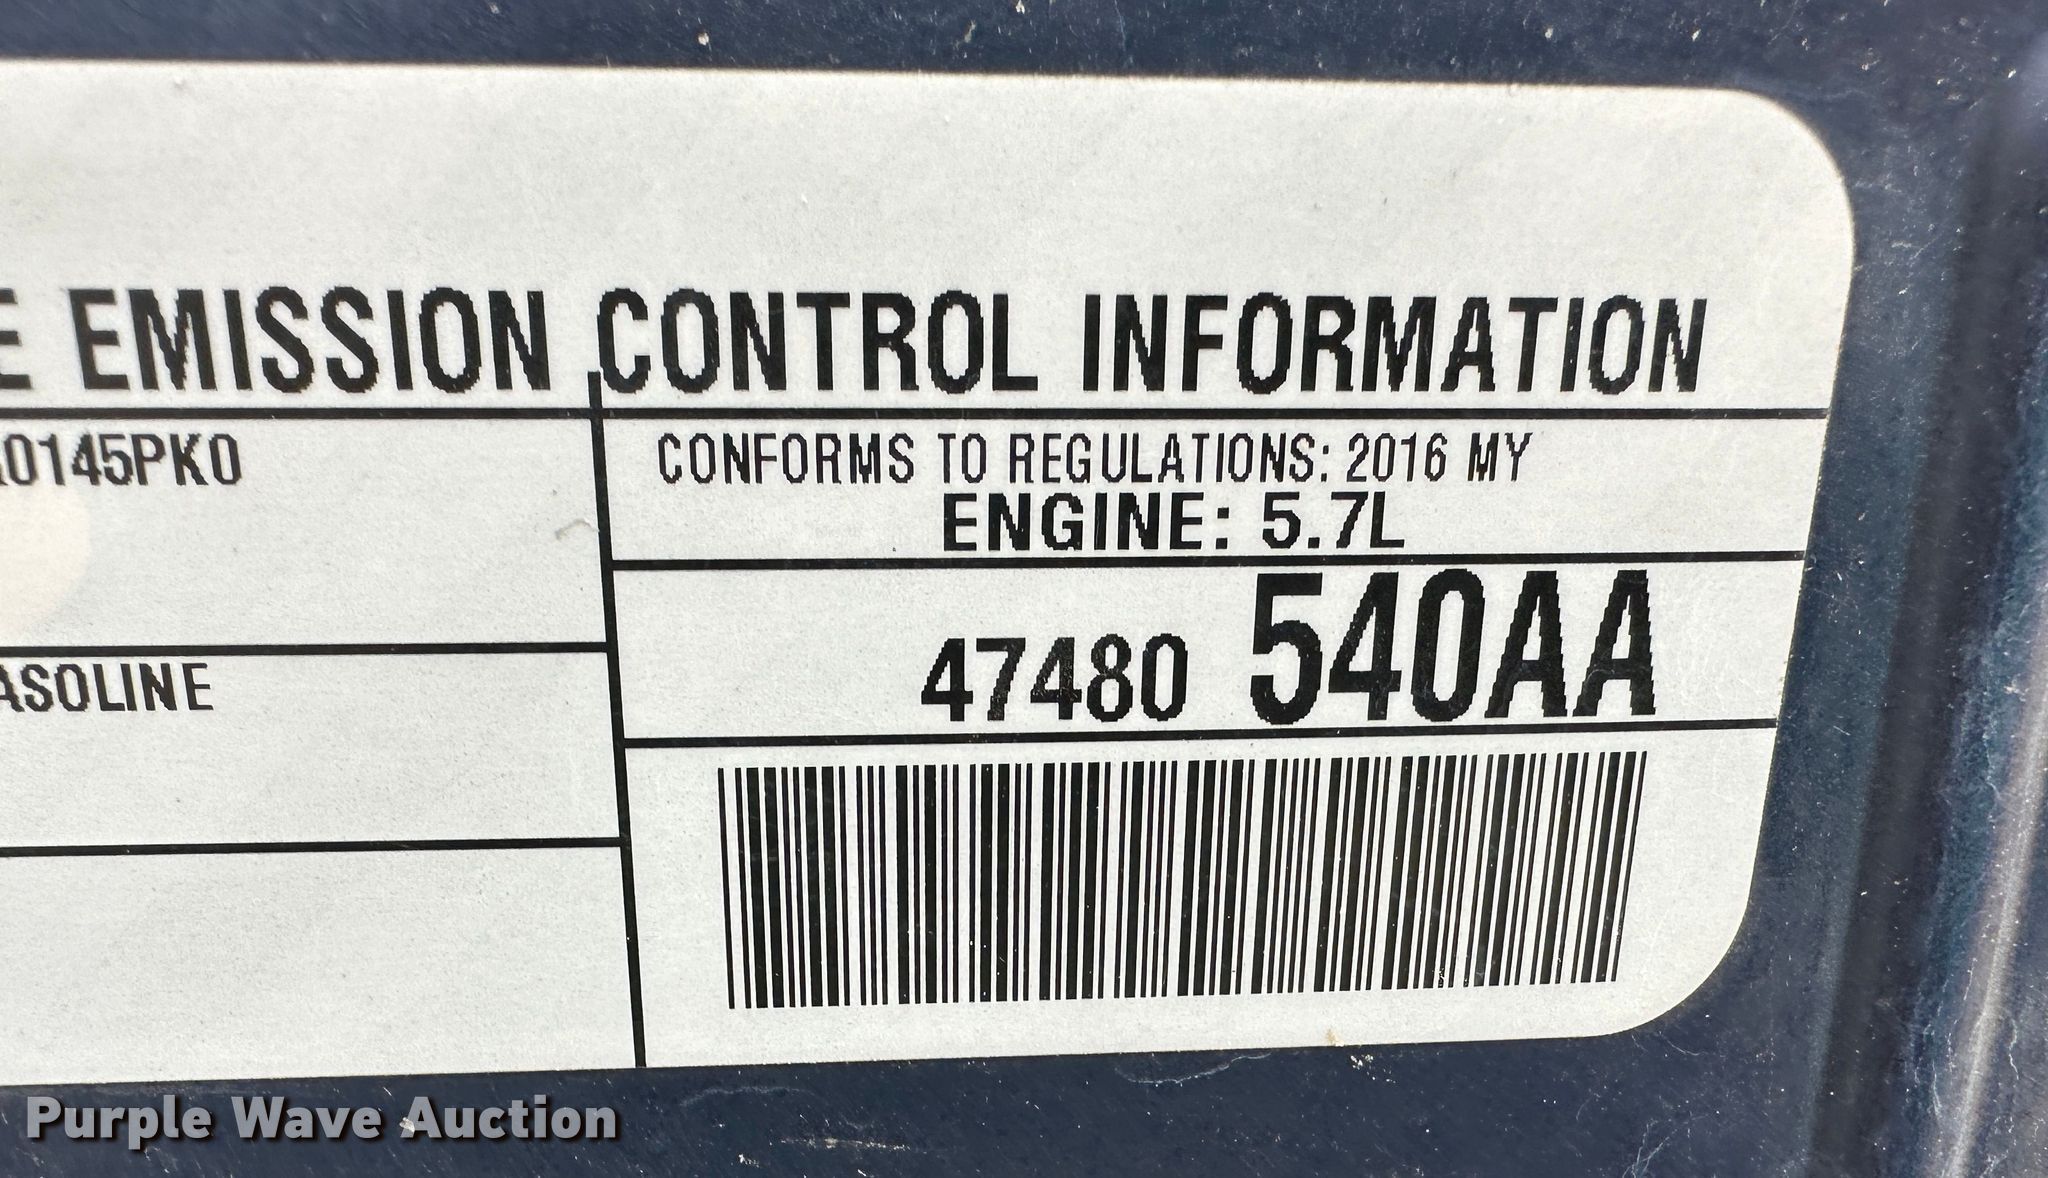 E EMISSION CONTROL INFORMATION
0145PK0
CONFORMS TO REGULATIONS: 2016 MY
ENGINE: 5.7L
ASOLINE
47480 540AA
Purple Wave Auction